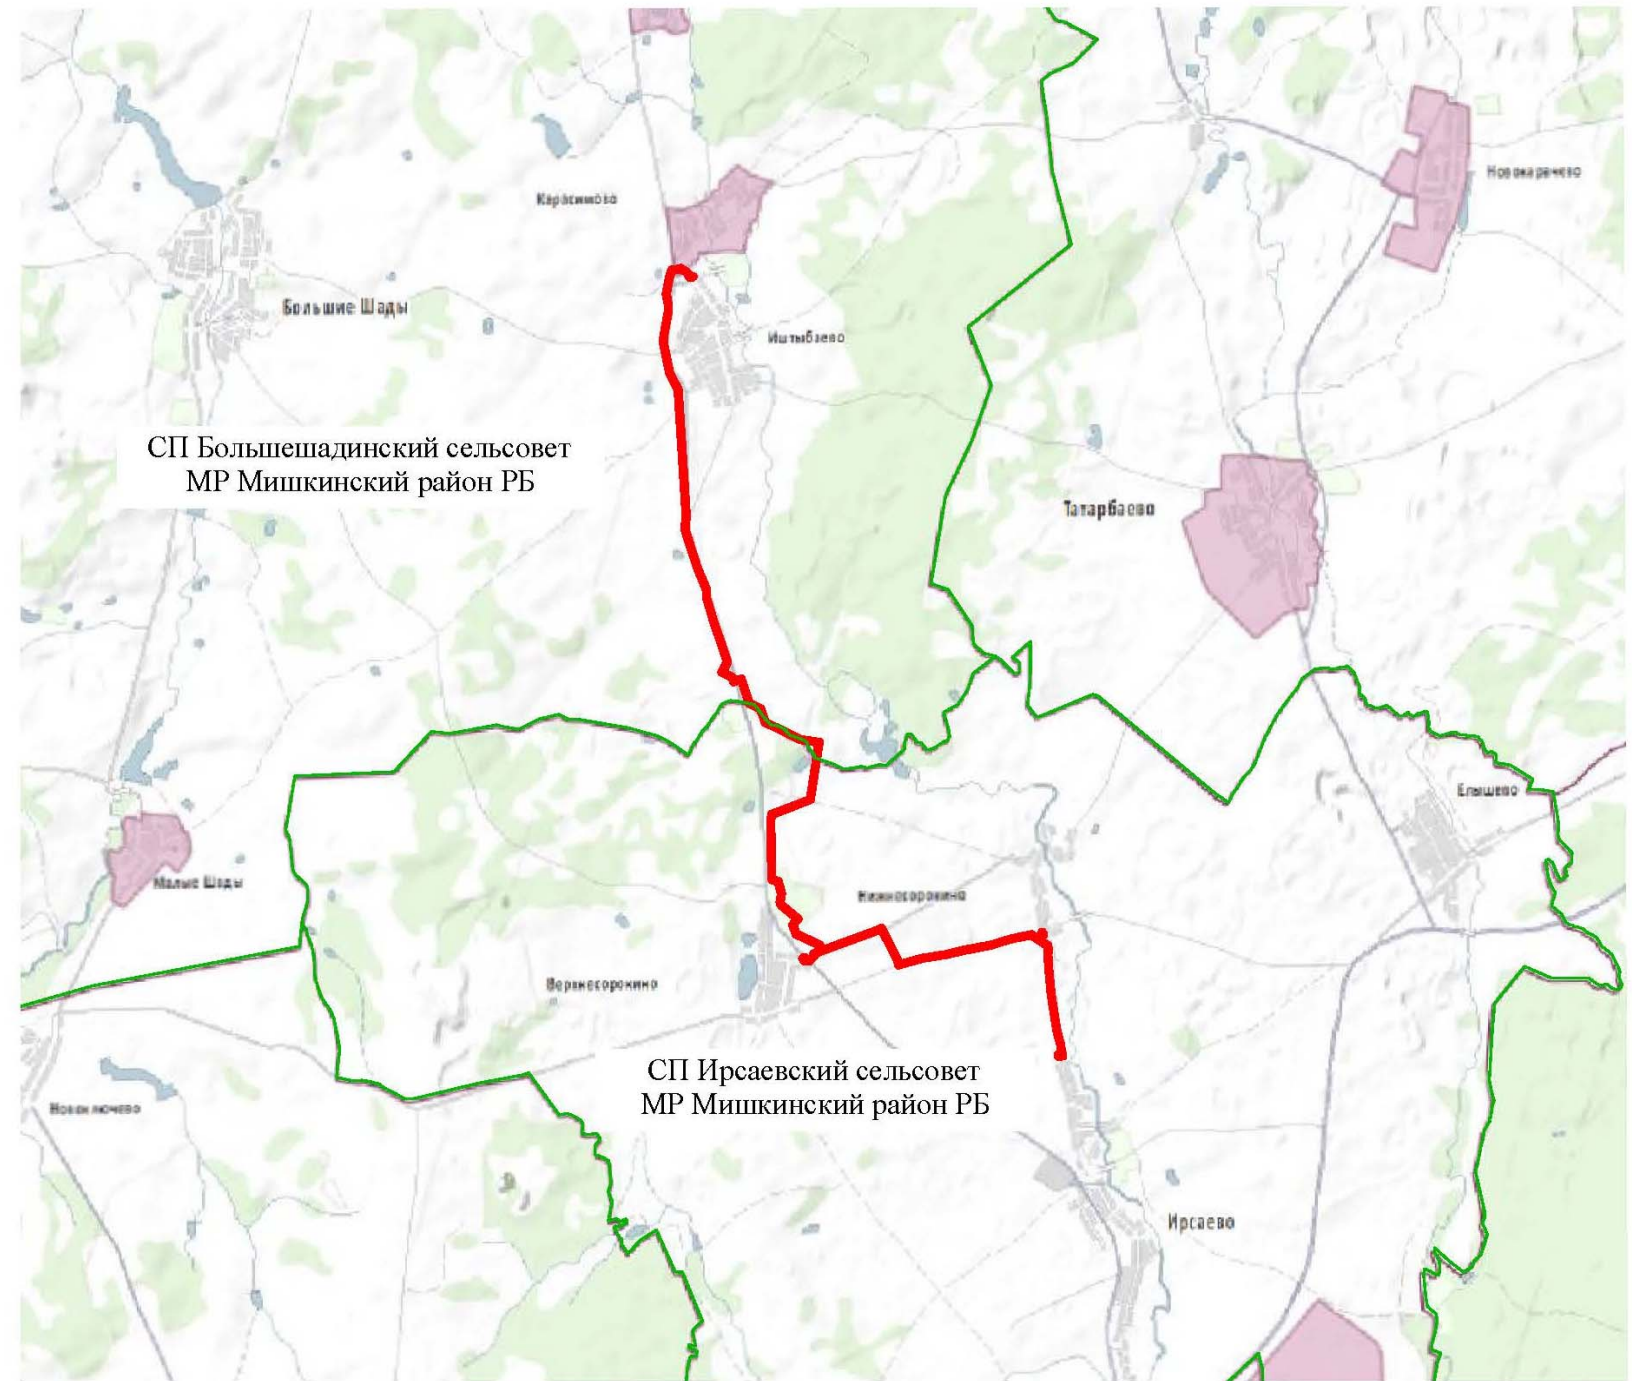 Новокарачево
Карасимово
Большие Шады
Иштыбаево
СП Большешадинский сельсовет
МР Мишкинский район РБ
Татарбаево
Елышево
Малые Шады
Нижнесорокино
Верхнесорокино
СП Ирсаевский сельсовет
МР Мишкинский район РБ
Новоключево
Ирсаево